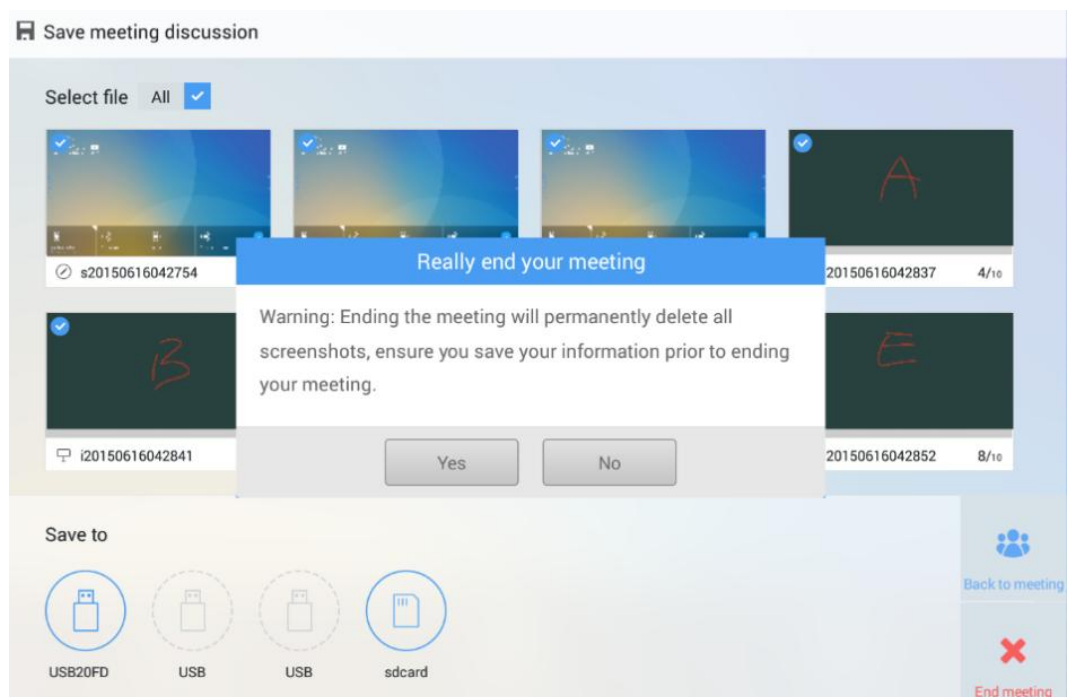 Save meeting discussion
Select file All
A
s20150616042754
20150616042837 4/10
Really end your meeting
Warning: Ending the meeting will permanently delete all
screenshots, ensure you save your information prior to ending
your meeting.
Yes No
B
E
i20150616042841
20150616042852 8/10
Save to
USB20FD USB USB sdcard
Back to meeting
End meeting